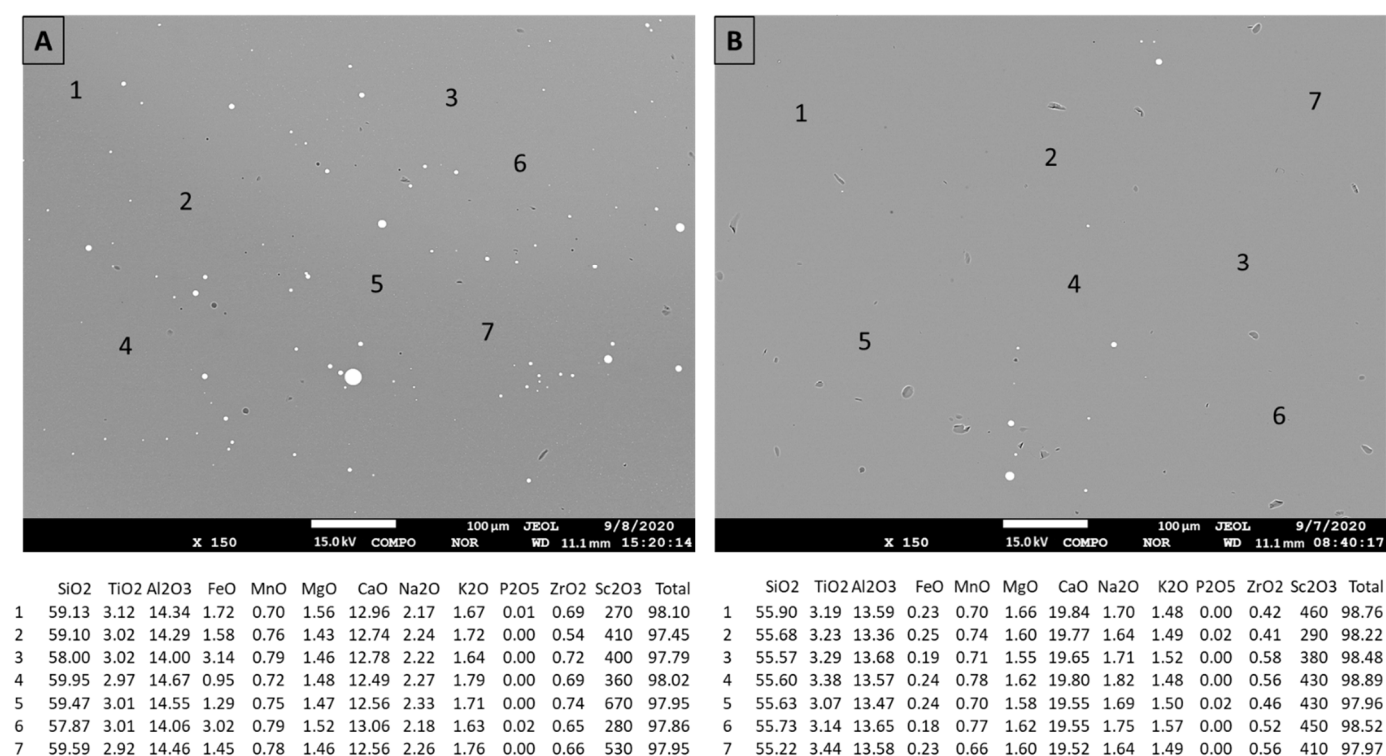 A
1
3
6
2
5
7
4
100 µm JEOL 9/8/2020
X 150 15.0kV COMPO NOR WD 11.1mm 15:20:14
SiO2 TiO2 Al2O3 FeO MnO MgO CaO Na2O K2O P2O5 ZrO2 Sc2O3 Total
1 59.13 3.12 14.34 1.72 0.70 1.56 12.96 2.17 1.67 0.01 0.69 270 98.10
2 59.10 3.02 14.29 1.58 0.76 1.43 12.74 2.24 1.72 0.00 0.54 410 97.45
3 58.00 3.02 14.00 3.14 0.79 1.46 12.78 2.22 1.64 0.00 0.72 400 97.79
4 59.95 2.97 14.67 0.95 0.72 1.48 12.49 2.27 1.79 0.00 0.69 360 98.02
5 59.47 3.01 14.55 1.29 0.75 1.47 12.56 2.33 1.71 0.00 0.74 670 97.95
6 57.87 3.01 14.06 3.02 0.79 1.52 13.06 2.18 1.63 0.02 0.65 280 97.86
7 59.59 2.92 14.46 1.45 0.78 1.46 12.56 2.26 1.76 0.00 0.66 530 97.95
B
7
1
2
3
4
5
6
100 µm JEOL 9/7/2020
X 150 15.0kV COMPO NOR WD 11.1mm 08:40:17
SiO2 TiO2 Al2O3 FeO MnO MgO CaO Na2O K2O P2O5 ZrO2 Sc2O3 Total
1 55.90 3.19 13.59 0.23 0.70 1.66 19.84 1.70 1.48 0.00 0.42 460 98.76
2 55.68 3.23 13.36 0.25 0.74 1.60 19.77 1.64 1.49 0.02 0.41 290 98.22
3 55.57 3.29 13.68 0.19 0.71 1.55 19.65 1.71 1.52 0.00 0.58 380 98.48
4 55.60 3.38 13.57 0.24 0.78 1.62 19.80 1.82 1.48 0.00 0.56 430 98.89
5 55.63 3.07 13.47 0.24 0.70 1.58 19.55 1.69 1.50 0.02 0.46 430 97.96
6 55.73 3.14 13.65 0.18 0.77 1.62 19.55 1.75 1.57 0.00 0.52 450 98.52
7 55.22 3.44 13.58 0.23 0.66 1.60 19.52 1.64 1.49 0.00 0.55 410 97.97